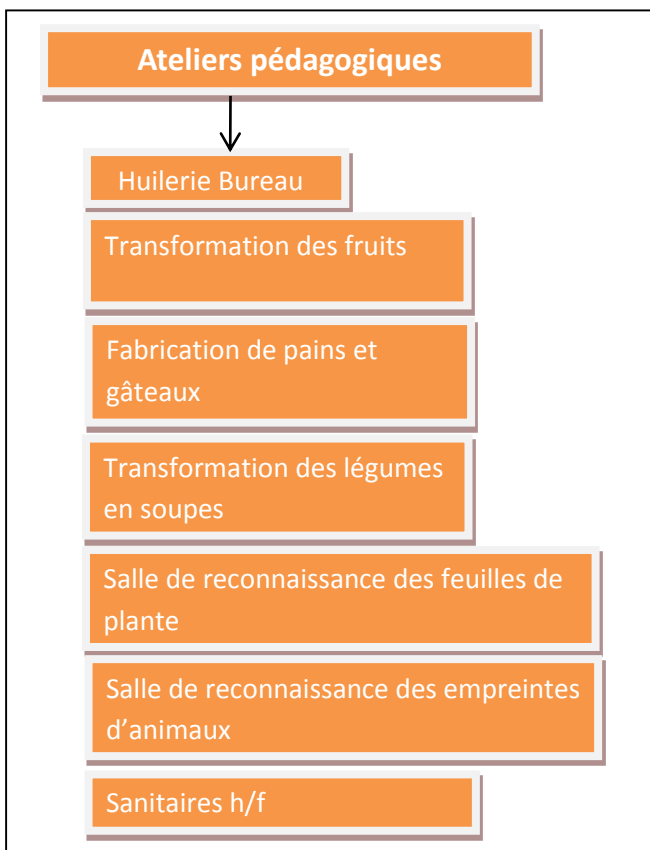 Ateliers pédagogiques
Huilerie Bureau
Transformation des fruits
Fabrication de pains et
gâteaux
Transformation des légumes
en soupes
Salle de reconnaissance des feuilles de
plante
Salle de reconnaissance des empreintes
d’animaux
Sanitaires h/f